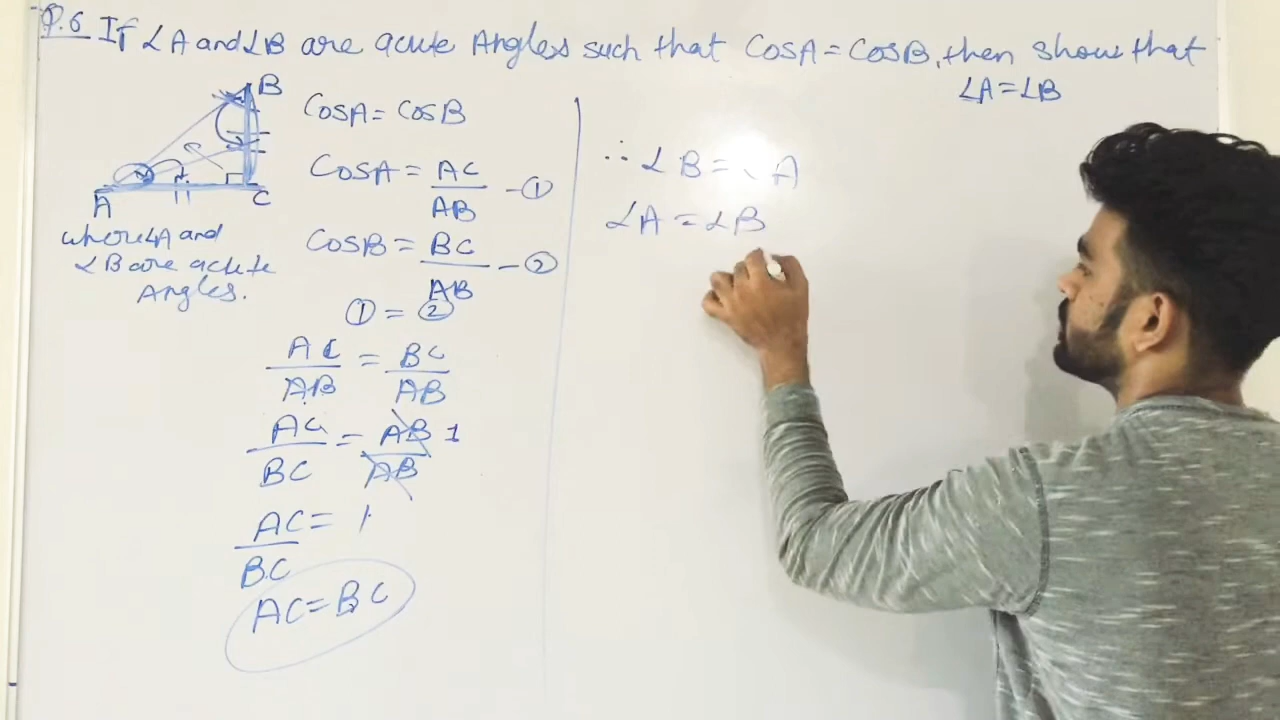 Q.6 If ∠A and ∠B are acute Angles such that CosA = CosB, then show that
∠A = ∠B
B
A
C
where ∠A and
∠B are acute
Angles.
CosA = CosB
CosA = AC/AB - ①
CosB = BC/AB - ②
① = ②
AC/AB = BC/AB
AC/BC = AB/AB 1
AC/BC = 1
AC = BC
∴ ∠B = ∠A
∠A = ∠B